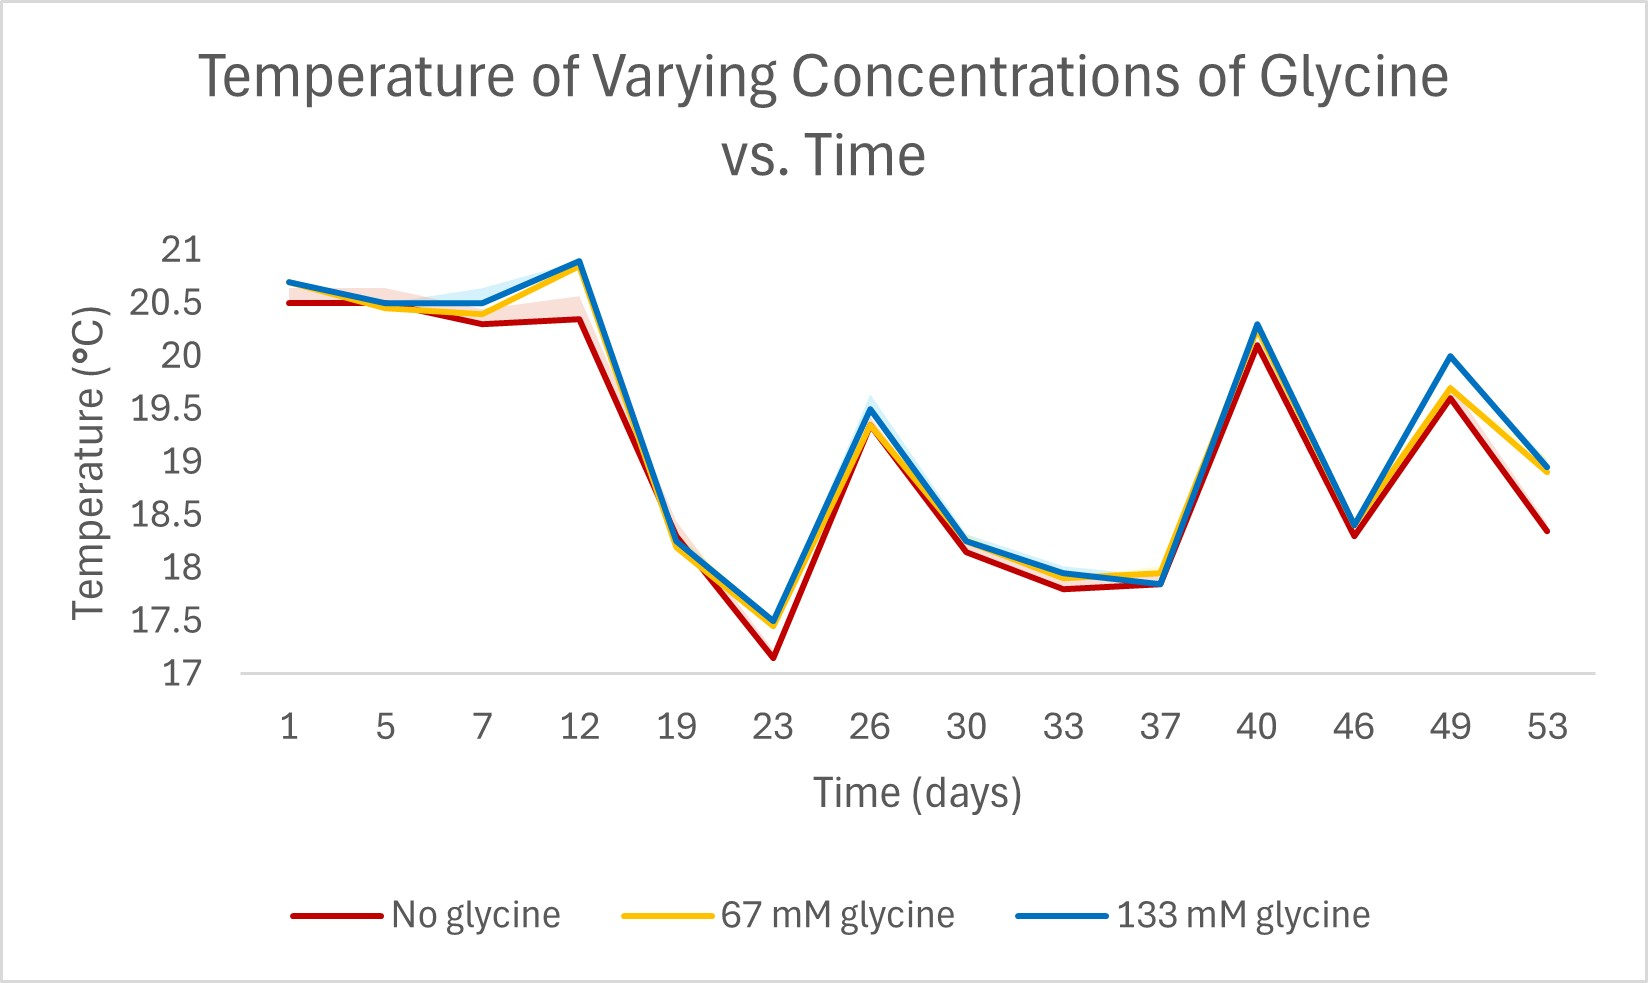 Temperature of Varying Concentrations of Glycine
vs. Time
Temperature (°C)
21
20.5
20
19.5
19
18.5
18
17.5
17
1 5 7 12 19 23 26 30 33 37 40 46 49 53
Time (days)
No glycine 67 mM glycine 133 mM glycine